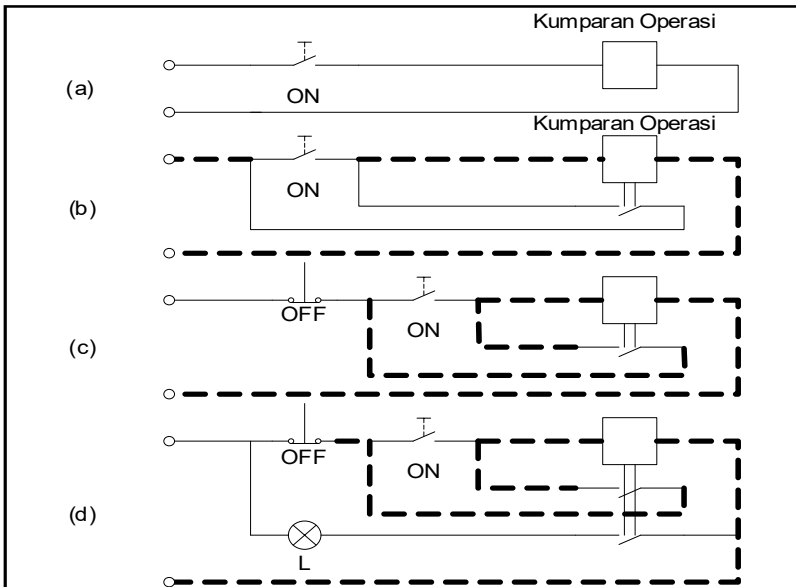 Kumparan Operasi
(a)
ON
Kumparan Operasi
ON
(b)
OFF
ON
(c)
OFF
ON
(d)
L